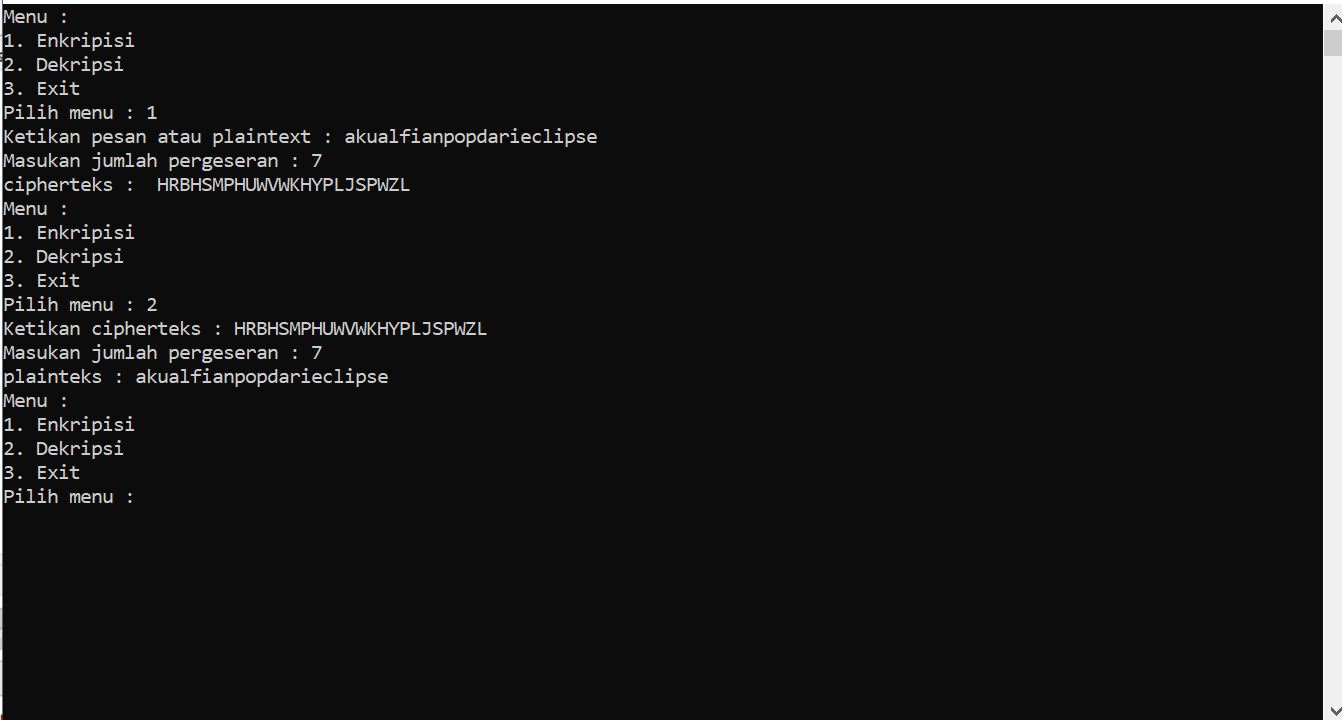 Menu :
1. Enkripisi
2. Dekripsi
3. Exit
Pilih menu : 1
Ketikan pesan atau plaintext : akualfianpopdarieclipse
Masukan jumlah pergeseran : 7
cipherteks :  HRBHSMPHUWVWKHYPLJSPWZL
Menu :
1. Enkripisi
2. Dekripsi
3. Exit
Pilih menu : 2
Ketikan cipherteks : HRBHSMPHUWVWKHYPLJSPWZL
Masukan jumlah pergeseran : 7
plainteks : akualfianpopdarieclipse
Menu :
1. Enkripisi
2. Dekripsi
3. Exit
Pilih menu :